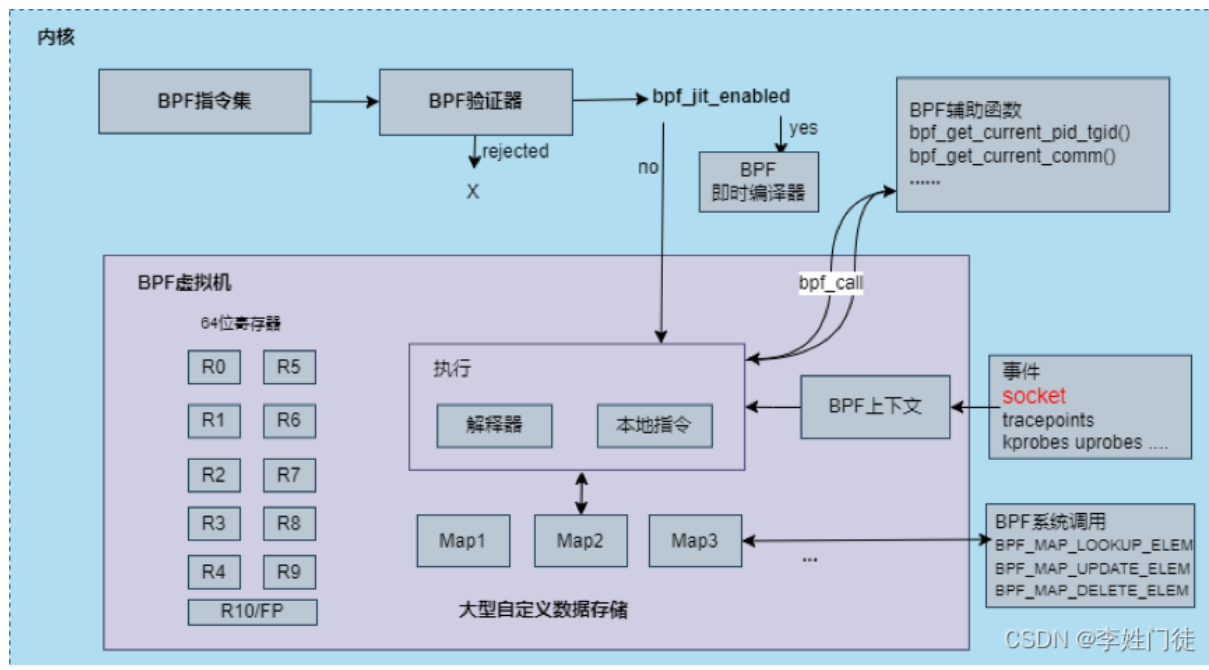 内核
BPF指令集
BPF验证器
bpf_jit_enabled
rejected
X
no
yes
BPF
即时编译器
BPF辅助函数
bpf_get_current_pid_tgid()
bpf_get_current_comm()
......
bpf_call
BPF虚拟机
64位寄存器
R0
R5
R1
R6
R2
R7
R3
R8
R4
R9
R10/FP
执行
解释器
本地指令
BPF上下文
事件
socket
tracepoints
kprobes uprobes ....
Map1
Map2
Map3
...
大型自定义数据存储
BPF系统调用
BPF_MAP_LOOKUP_ELEM
BPF_MAP_UPDATE_ELEM
BPF_MAP_DELETE_ELEM
CSDN @李姓门徒